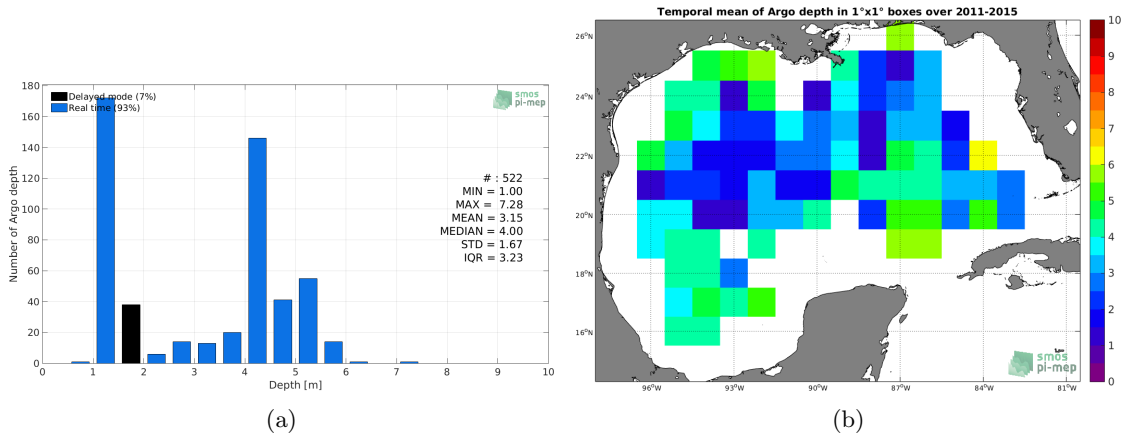 Temporal mean of Argo depth in 1°x1° boxes over 2011-2015
Delayed mode (7%)
Real time (93%)
smos
pi-mep
# : 522
MIN = 1.00
MAX = 7.28
MEAN = 3.15
MEDIAN = 4.00
STD = 1.67
IQR = 3.23
Number of Argo depth
180
160
140
120
100
80
60
40
20
0
0 1 2 3 4 5 6 7 8 9 10
Depth [m]
26°N
24°N
22°N
20°N
18°N
16°N
96°W 93°W 90°W 87°W 84°W 81°W
smos
pi-mep
10
9
8
7
6
5
4
3
2
1
0
(a)
(b)